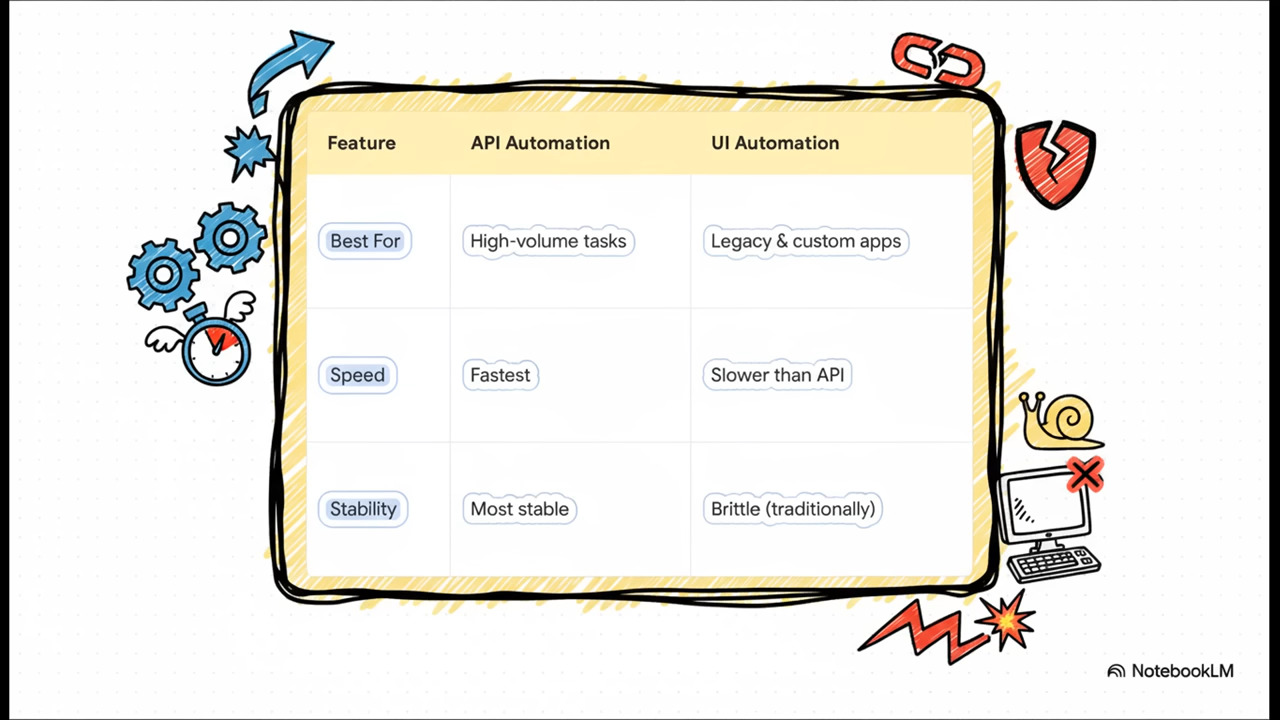 Feature API Automation UI Automation
Best For High-volume tasks Legacy & custom apps
Speed Fastest Slower than API
Stability Most stable Brittle (traditionally)
NotebookLM